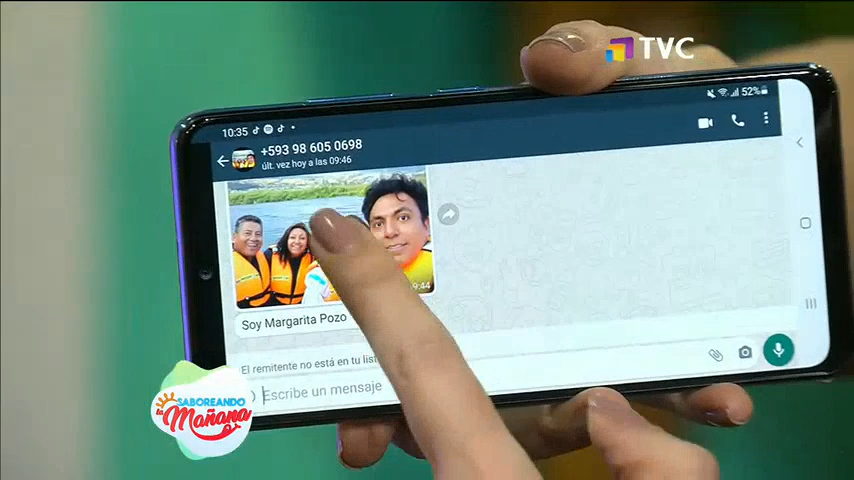 TVC
10:35
52%
+593 98 605 0698
últ. vez hoy a las 09:46
9:44
Soy Margarita Pozo
El remitente no está en tu list
Escribe un mensaje
SABOREANDO
Mañana